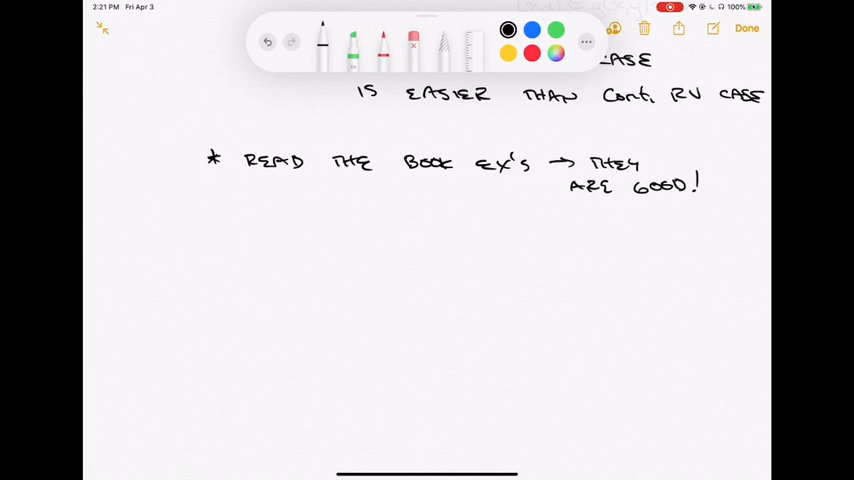 2:21 PM Fri Apr 3
100%
Done
CASE
IS EASIER THAN CONT. RV CASE
* READ THE BOOK EX'S → THEY
ARE GOOD!